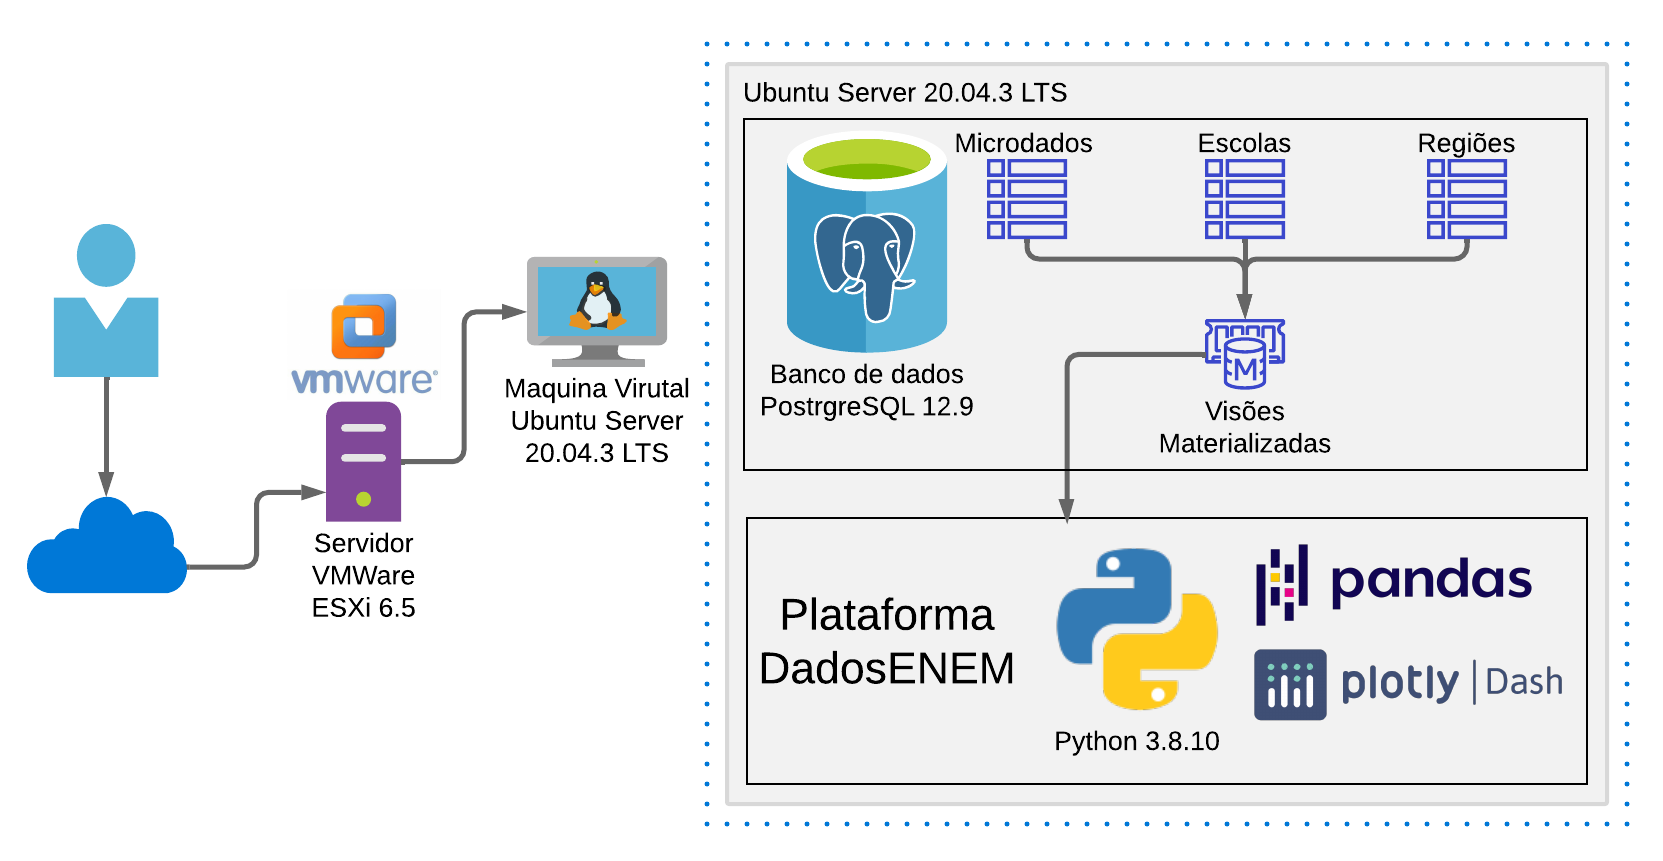 vmware®
Servidor
VMWare
ESXi 6.5
Maquina Virutal
Ubuntu Server
20.04.3 LTS
Ubuntu Server 20.04.3 LTS
Microdados
Escolas
Regiões
Banco de dados
PostrgreSQL 12.9
M
Visões
Materializadas
Plataforma
DadosENEM
Python 3.8.10
pandas
plotly | Dash